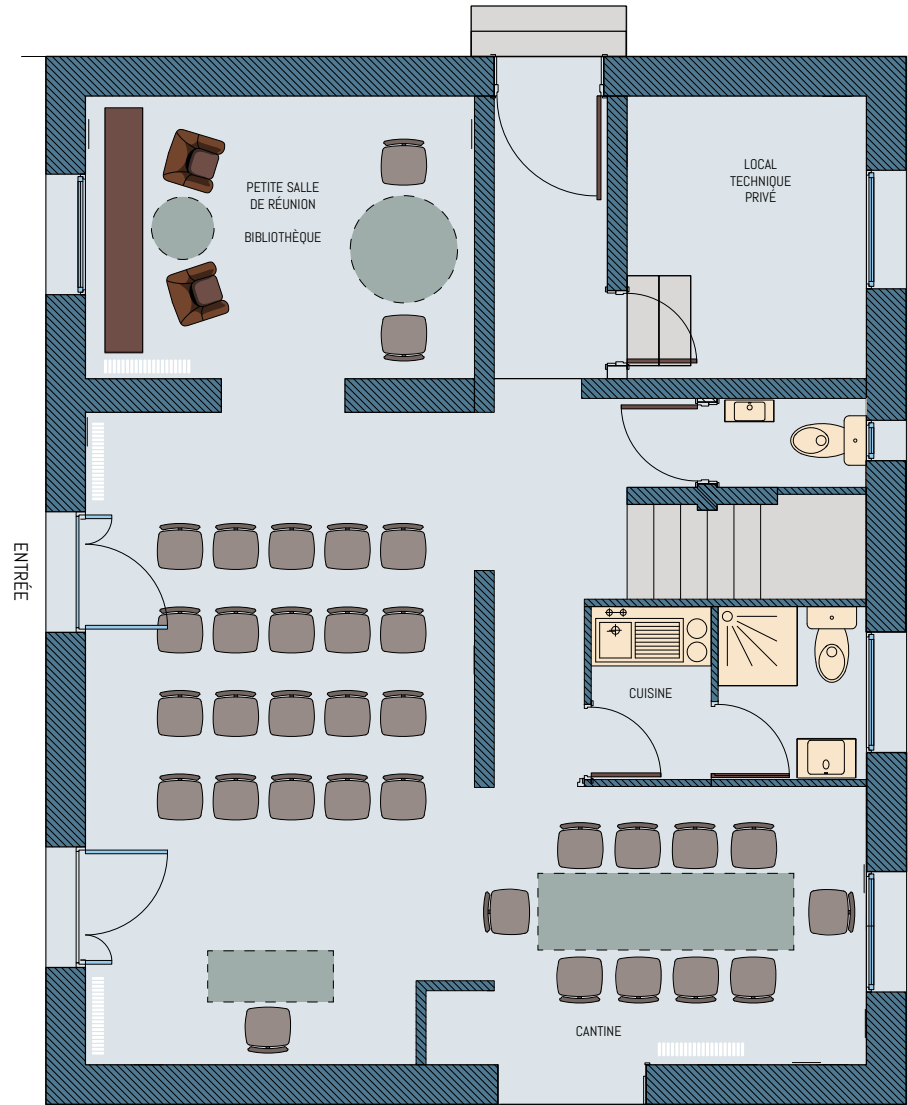 PETITE SALLE
DE RÉUNION
BIBLIOTHÈQUE
LOCAL
TECHNIQUE
PRIVÉ
ENTRÉE
CUISINE
CANTINE